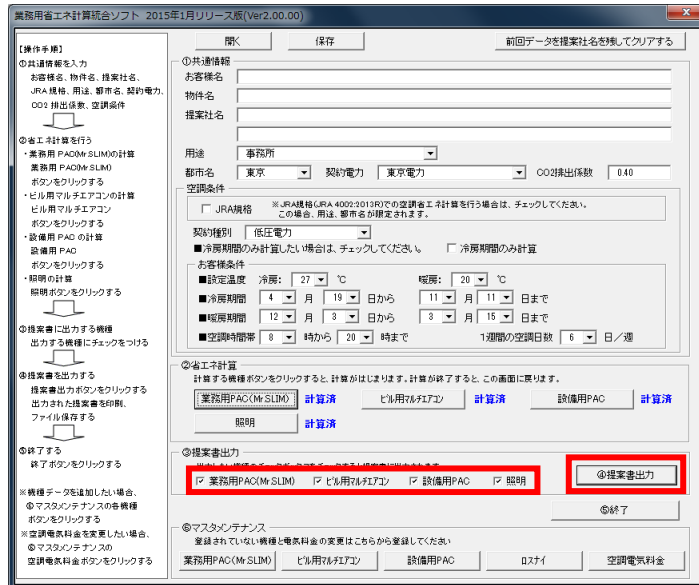 業務用省エネ計算統合ソフト 2015年1月リリース版(Ver2.00.00)
【操作手順】
①共通情報を入力
お客様名、物件名、提案社名、
JRA規格、用途、都市名、契約電力、
CO2排出係数、空調条件
②省エネ計算を行う
・業務用PAC(Mr.SLIM)の計算
業務用 PAC(Mr.SLIM)
ボタンをクリックする
・ビル用マルチエアコンの計算
ビル用マルチエアコン
ボタンをクリックする
・設備用 PAC の計算
設備用 PAC
ボタンをクリックする
・照明の計算
照明ボタンをクリックする
③提案書に出力する機種
出力する機種にチェックをつける
④提案書を出力する
提案書出力ボタンをクリックする
出力された提案書を印刷、
ファイル保存する
⑤終了する
終了ボタンをクリックする
※機種データを追加したい場合、
⑥マスタメンテナンスの各機種
ボタンをクリックする
※空調電気料金を変更したい場合、
⑥マスタメンテナンスの
空調電気料金ボタンをクリックする
開く 保存 前回データを提案社名を残してクリアする
①共通情報
お客様名
物件名
提案社名
用途 事務所
都市名 東京 契約電力 東京電力 CO2排出係数 0.40
空調条件
JRA規格 ※JRA規格(JRA 4002:2013R)での空調省エネ計算を行う場合は、チェックしてください。
この場合、用途、都市名が限定されます。
契約種別 低圧電力
■冷房期間のみ計算したい場合は、チェックしてください。 冷房期間のみ計算
お客様条件
■設定温度 冷房: 27 ℃ 暖房: 20 ℃
■冷房期間 4 月 19 日から 11 月 11 日まで
■暖房期間 12 月 3 日から 3 月 15 日まで
■空調時間帯 8 時から 20 時まで 1週間の空調日数 6 日/週
②省エネ計算
計算する機種ボタンをクリックすると、計算がはじまります。計算が終了すると、この画面に戻ります。
業務用PAC(Mr.SLIM) 計算済 ビル用マルチエアコン 計算済 設備用PAC 計算済
照明 計算済
③提案書出力
業務用PAC(Mr.SLIM) ビル用マルチエアコン 設備用PAC 照明
④提案書出力
⑤終了
⑥マスタメンテナンス
登録されていない機種と電気料金の変更はこちらから登録してください
業務用PAC(Mr.SLIM) ビル用マルチエアコン 設備用PAC ロスナイ 空調電気料金